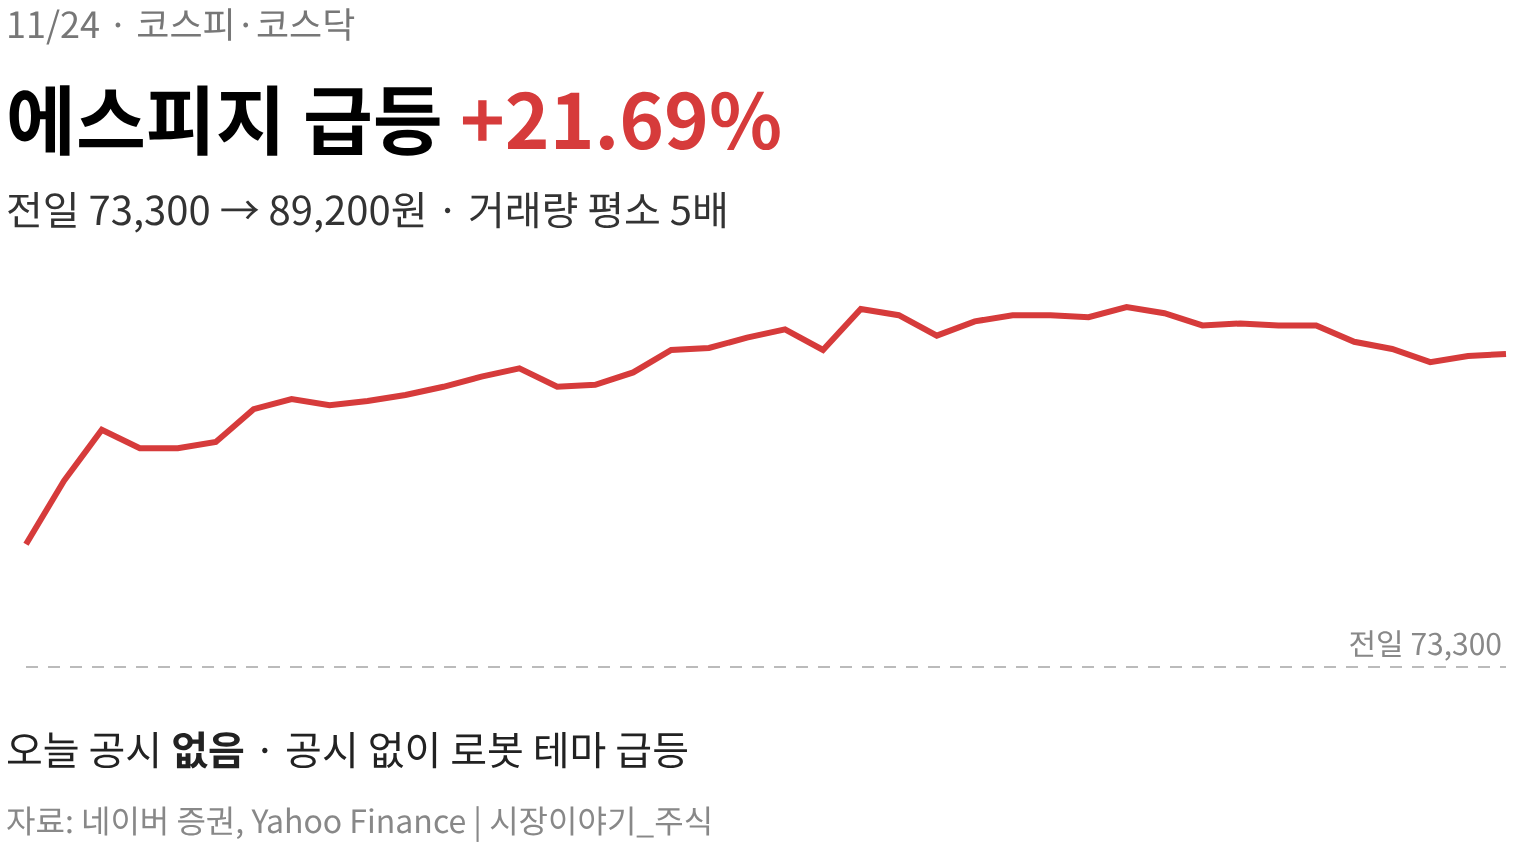 11/24 · 코스피·코스닥
에스피지 급등 +21.69%
전일 73,300 → 89,200원 · 거래량 평소 5배
전일 73,300
오늘 공시 없음 · 공시 없이 로봇 테마 급등
자료: 네이버 증권, Yahoo Finance | 시장이야기_주식